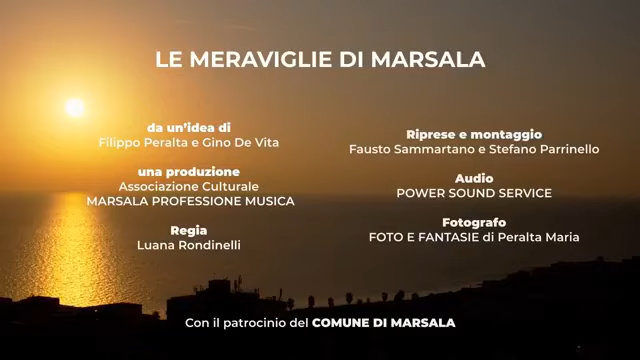 LE MERAVIGLIE DI MARSALA
da un'idea di
Filippo Peralta e Gino De Vita
una produzione
Associazione Culturale
MARSALA PROFESSIONE MUSICA
Regia
Luana Rondinelli
Riprese e montaggio
Fausto Sammartano e Stefano Parrinello
Audio
POWER SOUND SERVICE
Fotografo
FOTO E FANTASIE di Peralta Maria
Con il patrocinio del COMUNE DI MARSALA